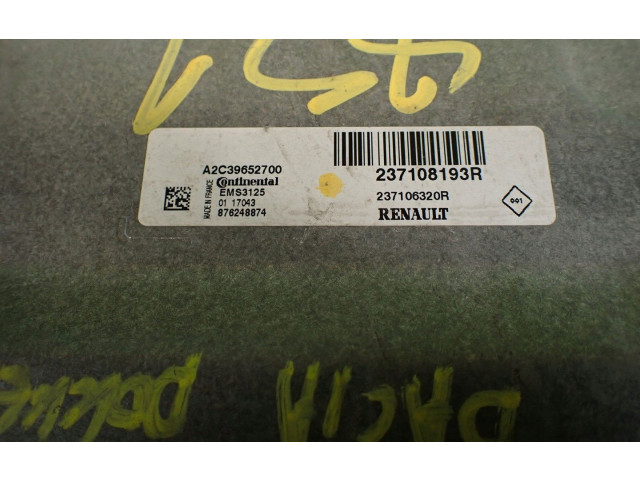 A2C39652700
Continental
EMS3125
01 17043
876248874
MADE IN FRANCE
237108193R
237106320R
RENAULT
001
DACIA